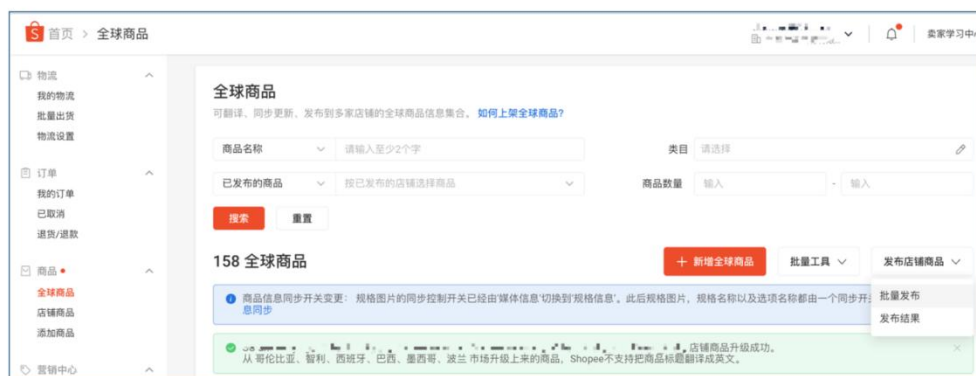 首页 > 全球商品
卖家学习中心
物流
我的物流
批量出货
物流设置
订单
我的订单
已取消
退货/退款
商品
全球商品
店铺商品
添加商品
营销中心
全球商品
可翻译、同步更新、发布到多家店铺的全球商品信息集合。 如何上架全球商品?
商品名称 请输入至少2个字 类目 请选择
已发布的商品 按已发布的店铺选择商品 商品数量 输入 - 输入
搜索 重置
158 全球商品 + 新增全球商品 批量工具 发布店铺商品
批量发布
发布结果
商品信息同步开关变更: 规格图片的同步控制开关已经由'媒体信息'切换到'规格信息'。此后规格图片,规格名称以及选项名称都由一个同步开
息同步
店铺商品升级成功。
从 哥伦比亚、智利、西班牙、巴西、墨西哥、波兰 市场升级上来的商品,Shopee不支持把商品标题翻译成英文。